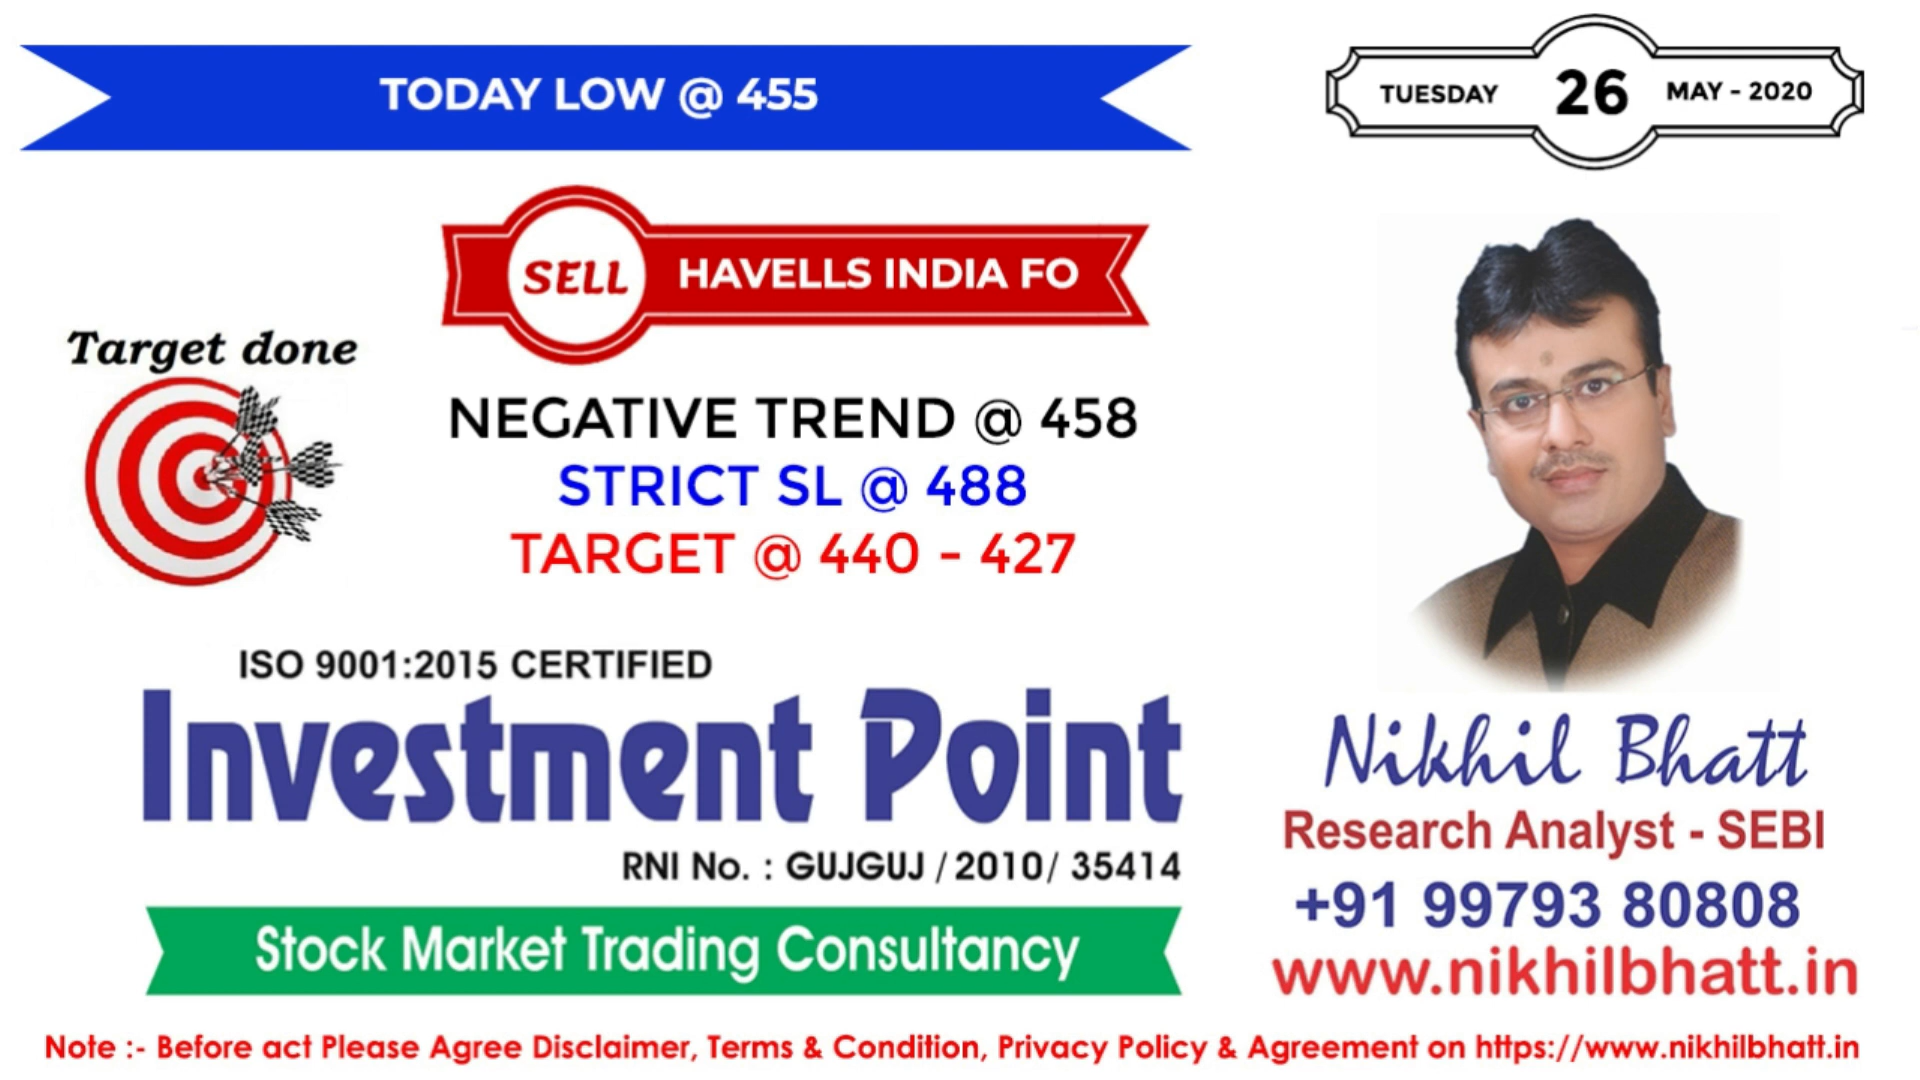 TODAY LOW @ 455
TUESDAY 26 MAY - 2020
SELL HAVELLS INDIA FO
Target done
NEGATIVE TREND @ 458
STRICT SL @ 488
TARGET @ 440 - 427
ISO 9001:2015 CERTIFIED
Investment Point
RNI No. : GUJGUJ / 2010/ 35414
Stock Market Trading Consultancy
Nikhil Bhatt
Research Analyst - SEBI
+91 99793 80808
www.nikhilbhatt.in
Note :- Before act Please Agree Disclaimer, Terms & Condition, Privacy Policy & Agreement on https://www.nikhilbhatt.in